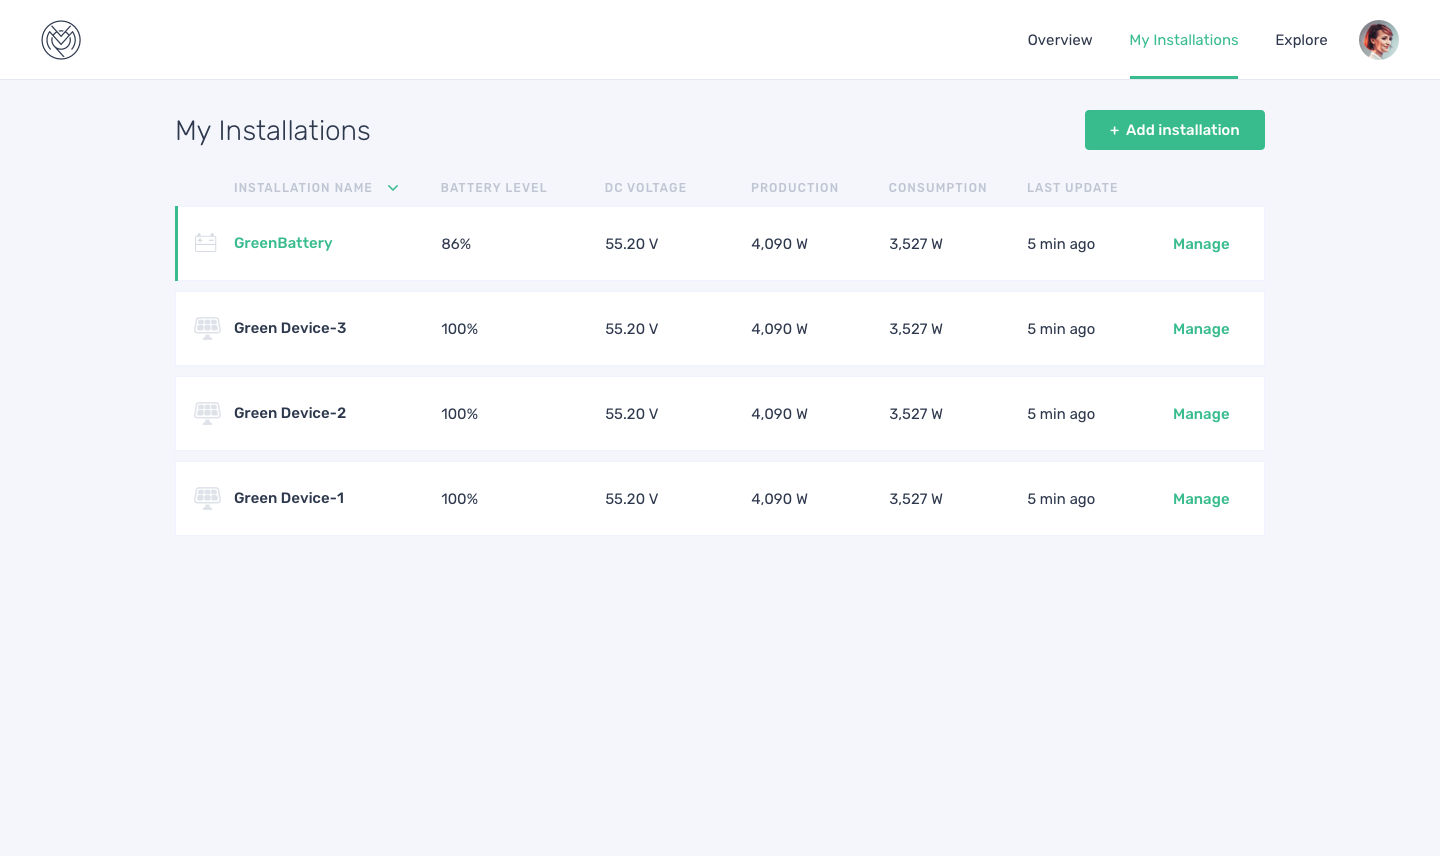 Overview My Installations Explore
My Installations
+ Add installation
INSTALLATION NAME BATTERY LEVEL DC VOLTAGE PRODUCTION CONSUMPTION LAST UPDATE
GreenBattery 86% 55.20 V 4,090 W 3,527 W 5 min ago Manage
Green Device-3 100% 55.20 V 4,090 W 3,527 W 5 min ago Manage
Green Device-2 100% 55.20 V 4,090 W 3,527 W 5 min ago Manage
Green Device-1 100% 55.20 V 4,090 W 3,527 W 5 min ago Manage